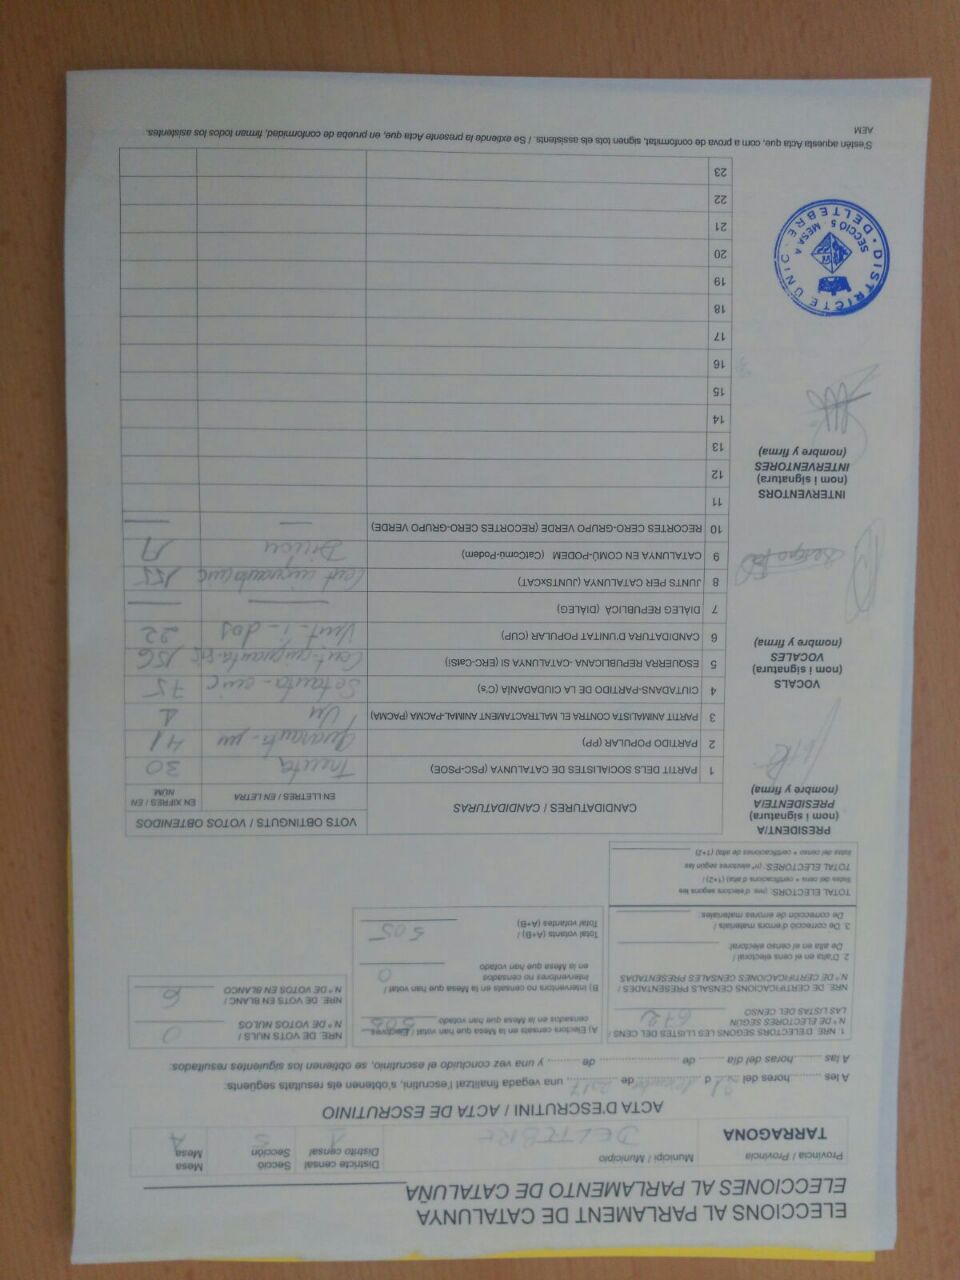 ELECCIONS AL PARLAMENT DE CATALUNYA
ELECCIONES AL PARLAMENTO DE CATALUÑA
Província / Provincia
TARRAGONA
Municipi / Municipio
DELTEBRE
Districte censal
Distrito censal
1
Secció
Sección
5
Mesa
Mesa
A
ACTA D'ESCRUTINI / ACTA DE ESCRUTINIO
A les ........ hores del 21 d desembre de 2017 una vegada finalitzat l'escrutini, s'obtenen els resultats següents:
A las ........ horas del día ........ de ........ de ........ y una vez concluido el escrutinio, se obtienen los siguientes resultados:
1 NRE. D'ELECTORS SEGONS LES LLISTES DEL CENS /
Nº DE ELECTORES SEGÚN
LAS LISTAS DEL CENSO 672
NRE. DE CERTIFICACIONS CENSALS PRESENTADES /
Nº DE CERTIFICACIONES CENSALES PRESENTADAS
2. D'alta en el cens electoral /
De alta en el censo electoral:
3. De correcció d'errors materials /
De corrección de errores materiales:
TOTAL ELECTORS: (nre. d'electors segons les
llistes del cens + certificacions d'alta) (1+2) /
TOTAL ELECTORES: (nº electores según las
listas del censo + certificaciones de alta) (1+2)
A) Electors censats en la Mesa que han votat / Electores
censados en la Mesa que han votado 505
B) Interventors no censats en la Mesa que han votat /
Interventores no censados
en la Mesa que han votado 0
Total votants (A+B) /
Total votantes (A+B) 505
NRE. DE VOTS NULS /
Nº DE VOTOS NULOS 0
NRE. DE VOTS EN BLANC /
Nº DE VOTOS EN BLANCO 6
PRESIDENT/A
(nom i signatura)
PRESIDENTE/A
(nombre y firma)
VOCALS
(nom i signatura)
VOCALES
(nombre y firma)
INTERVENTORS
(nom i signatura)
INTERVENTORES
(nombre y firma)
CANDIDATURES / CANDIDATURAS
VOTS OBTINGUTS / VOTOS OBTENIDOS
EN LLETRES / EN LETRA
EN XIFRES / EN NÚM
1 PARTIT DELS SOCIALISTES DE CATALUNYA (PSC-PSOE) Trenta 30
2 PARTIDO POPULAR (PP) Quaranta-un 41
3 PARTIT ANIMALISTA CONTRA EL MALTRACTAMENT ANIMAL-PACMA (PACMA) Un 1
4 CIUTADANS-PARTIDO DE LA CIUDADANÍA (C's) Setanta-cinc 75
5 ESQUERRA REPUBLICANA -CATALUNYA SÍ (ERC-CatSí) Cent-cinquanta-sis 156
6 CANDIDATURA D'UNITAT POPULAR (CUP) Vint-i-dos 22
7 DIÀLEG REPUBLICÀ (DIÀLEG) —
8 JUNTS PER CATALUNYA (JUNTSxCAT) Cent cinquanta cinc 155
9 CATALUNYA EN COMÚ-PODEM (CatComú-Podem)
10 RECORTES CERO-GRUPO VERDE (RECORTES CERO-GRUPO VERDE) —
11
12
13
14
15
16
17
18
19
20
21
22
23
DISTRICTE ÚNIC · DELTEBRE ·
SECCIÓ 5 MESA A
S'estén aquesta Acta que, com a prova de conformitat, signen tots els assistents. / Se extiende la presente Acta que, en prueba de conformidad, firman todos los asistentes.
AEM